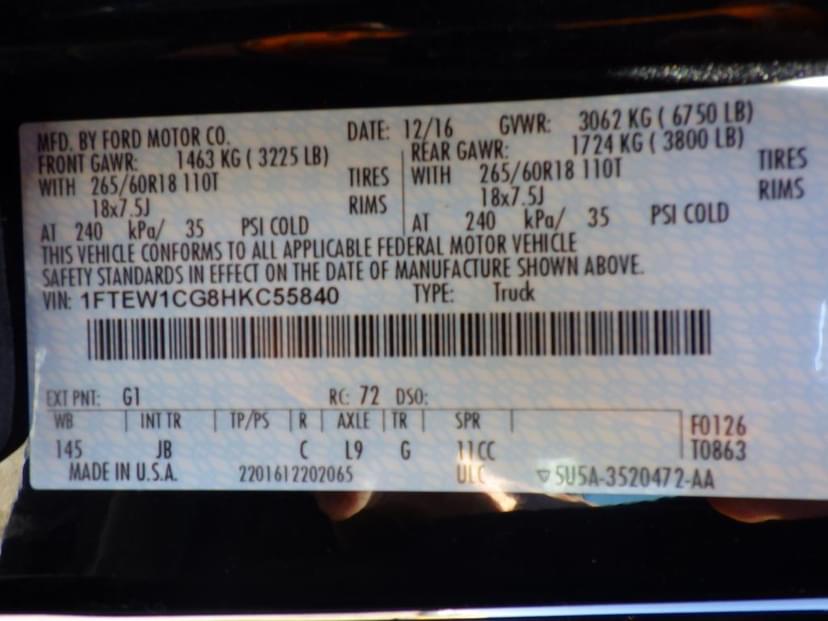 MFD. BY FORD MOTOR CO. DATE: 12/16 GVWR: 3062 KG ( 6750 LB)
FRONT GAWR: 1463 KG ( 3225 LB) REAR GAWR: 1724 KG ( 3800 LB)
WITH 265/60R18 110T TIRES WITH 265/60R18 110T TIRES
18x7.5J RIMS 18x7.5J RIMS
AT 240 kPa/ 35 PSI COLD AT 240 kPa/ 35 PSI COLD
THIS VEHICLE CONFORMS TO ALL APPLICABLE FEDERAL MOTOR VEHICLE
SAFETY STANDARDS IN EFFECT ON THE DATE OF MANUFACTURE SHOWN ABOVE.
VIN: 1FTEW1CG8HKC55840 TYPE: Truck
EXT PNT: G1 RC: 72 DSO:
WB INT TR TP/PS R AXLE TR SPR F0126
145 JB C L9 G 11CC T0863
MADE IN U.S.A. 2201612202065 ULC ▽5U5A-3520472-AA